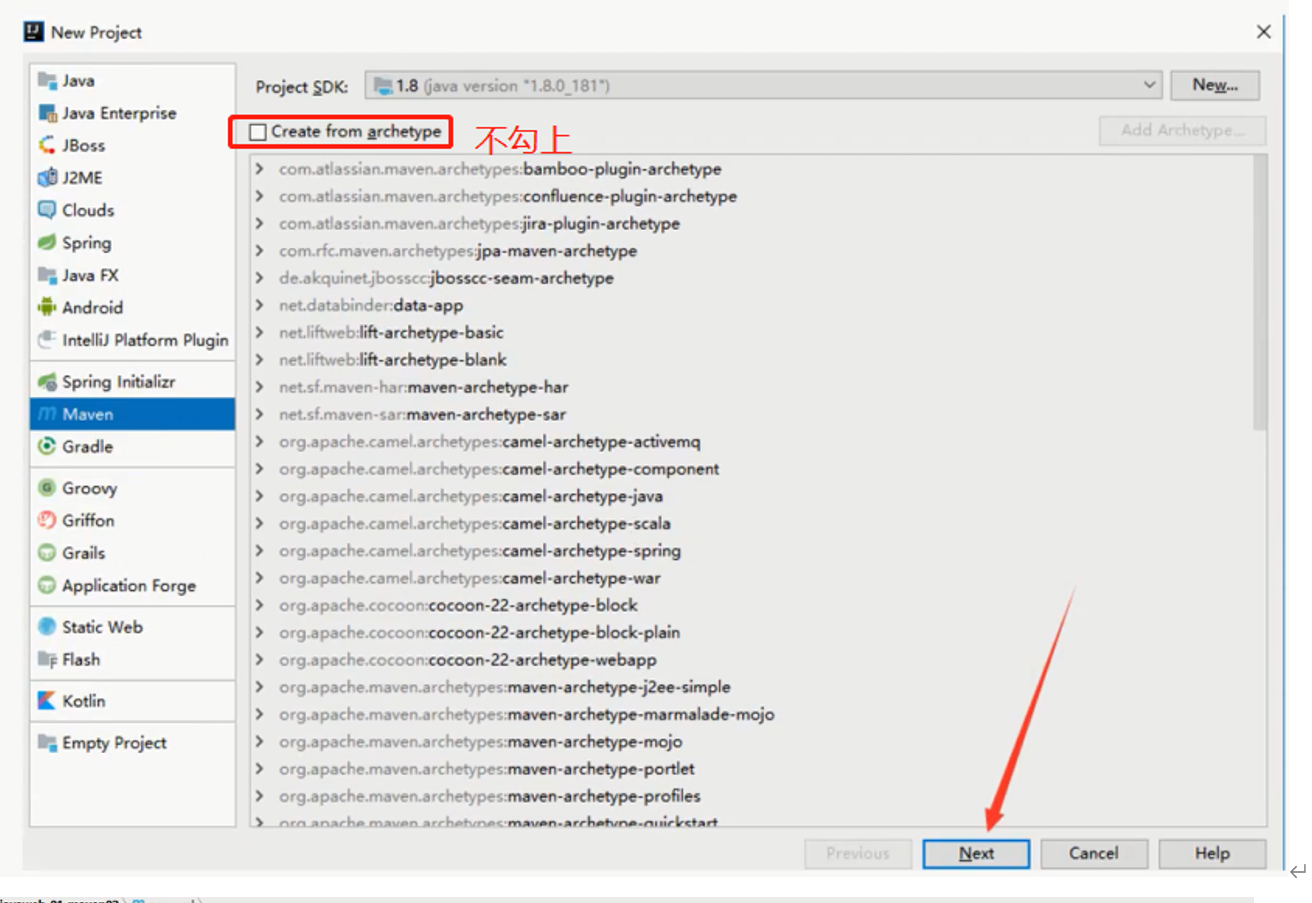 New Project
Java
Java Enterprise
JBoss
J2ME
Clouds
Spring
Java FX
Android
IntelliJ Platform Plugin
Spring Initializr
Maven
Gradle
Groovy
Griffon
Grails
Application Forge
Static Web
Flash
Kotlin
Empty Project
Project SDK: 1.8 (java version "1.8.0_181") New...
Create from archetype 不勾上 Add Archetype...
com.atlassian.maven.archetypes:bamboo-plugin-archetype
com.atlassian.maven.archetypes:confluence-plugin-archetype
com.atlassian.maven.archetypes:jira-plugin-archetype
com.rfc.maven.archetypes:jpa-maven-archetype
de.akquinet.jbosscc:jbosscc-seam-archetype
net.databinder:data-app
net.liftweb:lift-archetype-basic
net.liftweb:lift-archetype-blank
net.sf.maven-har:maven-archetype-har
net.sf.maven-sar:maven-archetype-sar
org.apache.camel.archetypes:camel-archetype-activemq
org.apache.camel.archetypes:camel-archetype-component
org.apache.camel.archetypes:camel-archetype-java
org.apache.camel.archetypes:camel-archetype-scala
org.apache.camel.archetypes:camel-archetype-spring
org.apache.camel.archetypes:camel-archetype-war
org.apache.cocoon:cocoon-22-archetype-block
org.apache.cocoon:cocoon-22-archetype-block-plain
org.apache.cocoon:cocoon-22-archetype-webapp
org.apache.maven.archetypes:maven-archetype-j2ee-simple
org.apache.maven.archetypes:maven-archetype-marmalade-mojo
org.apache.maven.archetypes:maven-archetype-mojo
org.apache.maven.archetypes:maven-archetype-portlet
org.apache.maven.archetypes:maven-archetype-profiles
org.apache.maven.archetypes:maven-archetype-quickstart
Previous Next Cancel Help